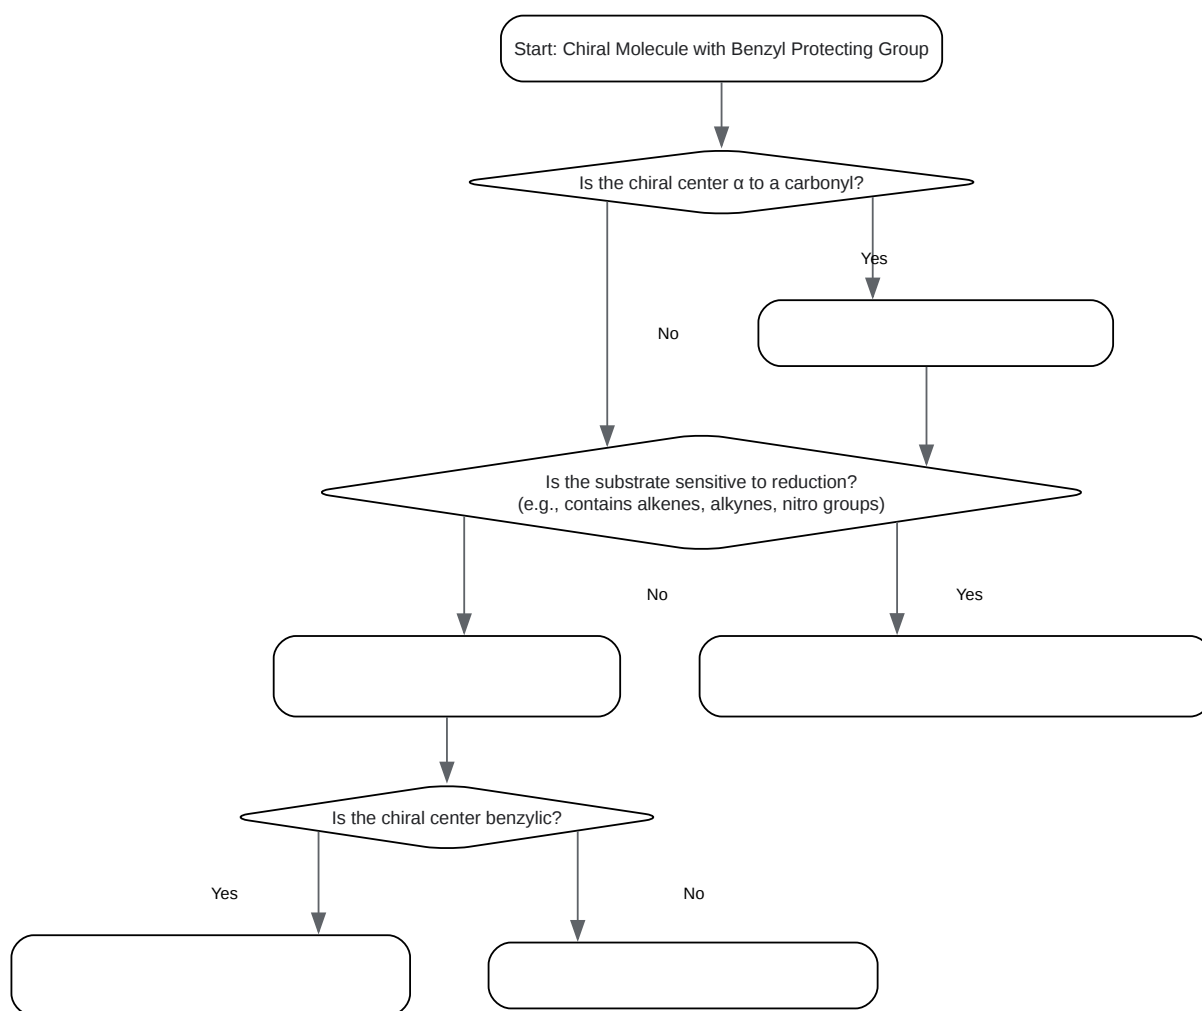 Start: Chiral Molecule with Benzyl Protecting Group
Is the chiral center α to a carbonyl?
Yes
No
Is the substrate sensitive to reduction?
(e.g., contains alkenes, alkynes, nitro groups)
No
Yes
Is the chiral center benzylic?
Yes
No